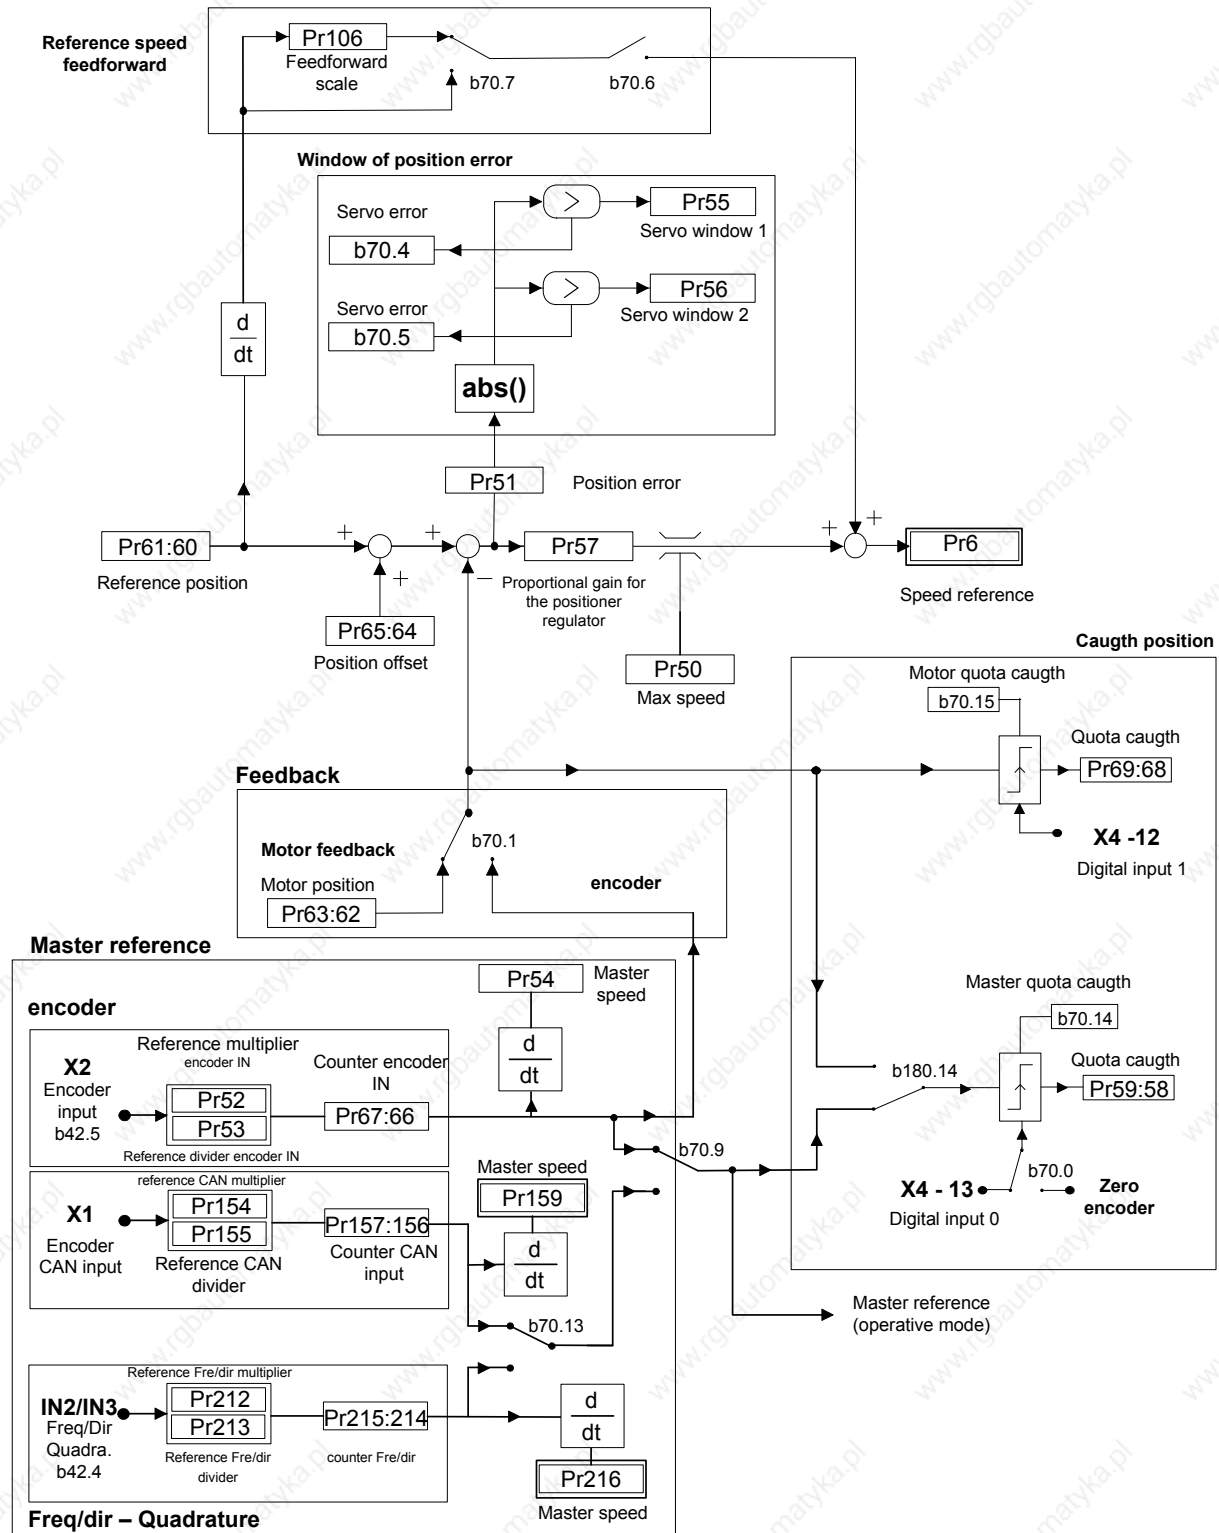 Reference speed
feedforward
Pr106
Feedforward
scale
b70.7
b70.6
Window of position error
Servo error
b70.4
>
Pr55
Servo window 1
Servo error
b70.5
>
Pr56
Servo window 2
d
dt
abs()
Pr51
Position error
Pr61:60
Reference position
+
+
Pr65:64
Position offset
+
−
Pr57
Proportional gain for
the positioner
regulator
Pr50
Max speed
+
+
Pr6
Speed reference
Caugth position
Motor quota caugth
b70.15
Quota caugth
Pr69:68
X4 -12
Digital input 1
Feedback
Motor feedback
Motor position
Pr63:62
b70.1
encoder
Master quota caugth
b70.14
b180.14
Quota caugth
Pr59:58
X4 - 13
Digital input 0
b70.0
Zero
encoder
Master reference
encoder
Pr54
Master
speed
d
dt
X2
Encoder
input
b42.5
Reference multiplier
encoder IN
Pr52
Pr53
Reference divider encoder IN
Counter encoder
IN
Pr67:66
b70.9
X1
Encoder
CAN input
reference CAN multiplier
Pr154
Pr155
Reference CAN
divider
Pr157:156
Counter CAN
input
Master speed
Pr159
d
dt
b70.13
Master reference
(operative mode)
IN2/IN3
Freq/Dir
Quadra.
b42.4
Reference Fre/dir multiplier
Pr212
Pr213
Reference Fre/dir
divider
Pr215:214
counter Fre/dir
d
dt
Pr216
Master speed
Freq/dir – Quadrature
www.rgbautomatyka.pl